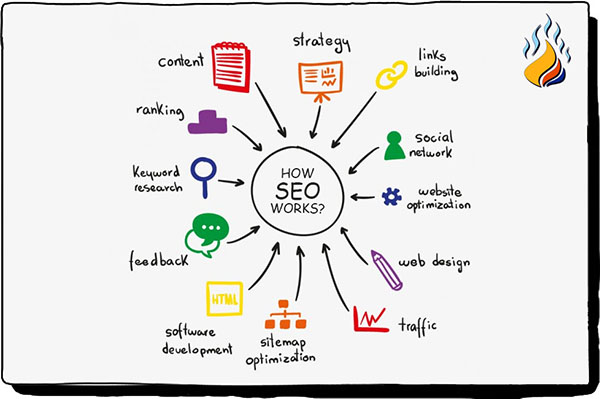 strategy
content
links
building
ranking
social
network
Keyword
research
HOW
SEO
WORKS?
website
optimization
feedback
web design
HTML
software
development
sitemap
optimization
traffic